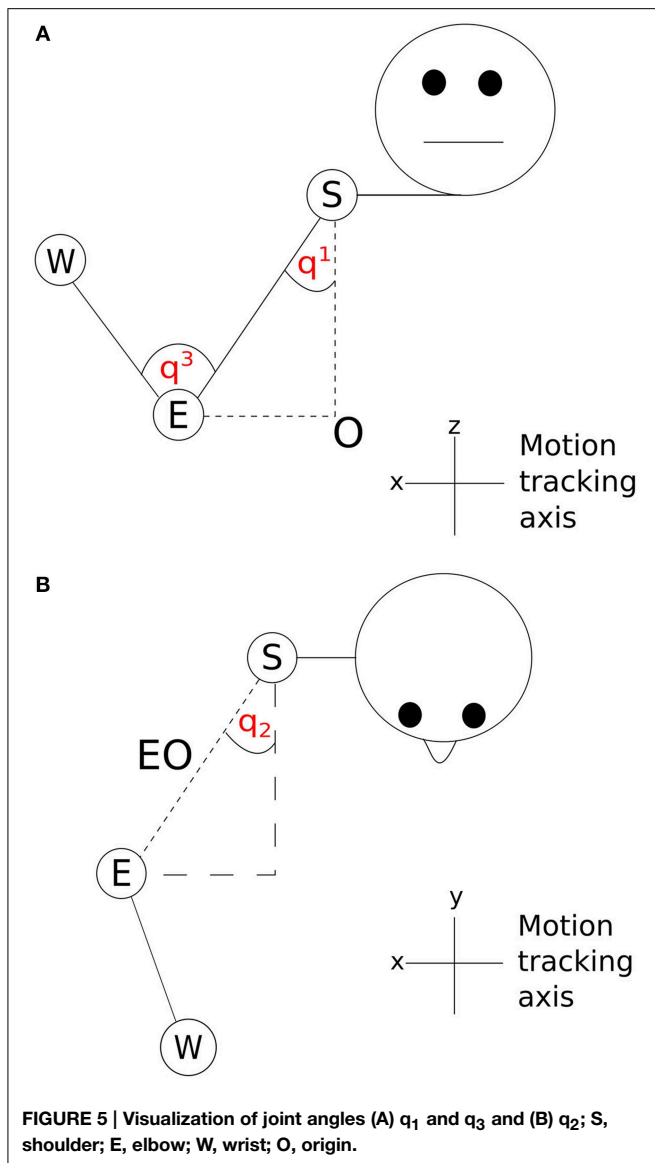 A
S
W
q¹
q³
E
O
z
x
Motion
tracking
axis
B
S
q₂
EO
E
y
x
Motion
tracking
axis
W
FIGURE 5 | Visualization of joint angles (A) q₁ and q₃ and (B) q₂; S,
shoulder; E, elbow; W, wrist; O, origin.